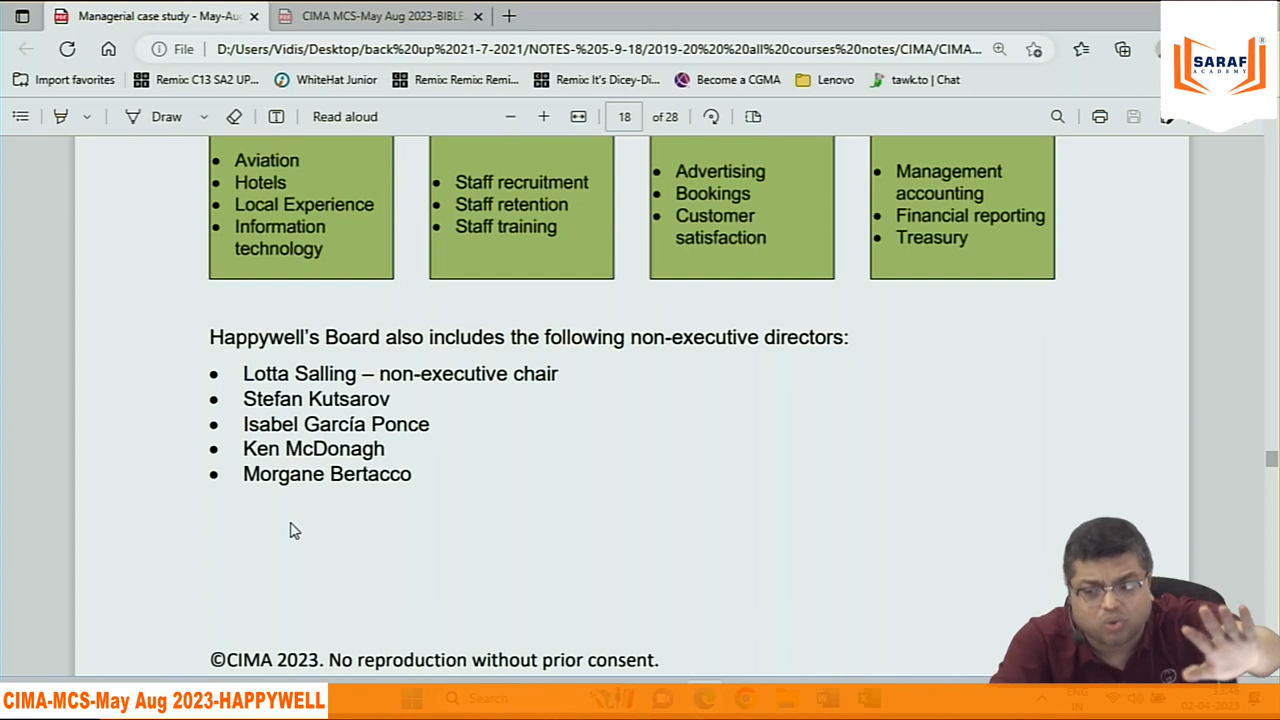 Managerial case study - May-Au
CIMA MCS-May Aug 2023-BIBLE
File
D:/Users/Vidis/Desktop/back%20up%2021-7-2021/NOTES-%205-9-18/2019-20%20%20all%20courses%20notes/CIMA/CIMA...
Import favorites
Remix: C13 SA2 UP...
WhiteHat Junior
Remix: Remix: Remi...
Remix: It's Dicey-Di...
Become a CGMA
Lenovo
tawk.to | Chat
SARAF
ACADEMY
®
Draw
Read aloud
18
of 28
• Aviation
• Hotels
• Local Experience
• Information
technology
• Staff recruitment
• Staff retention
• Staff training
• Advertising
• Bookings
• Customer
satisfaction
• Management
accounting
• Financial reporting
• Treasury
Happywell's Board also includes the following non-executive directors:
• Lotta Salling – non-executive chair
• Stefan Kutsarov
• Isabel García Ponce
• Ken McDonagh
• Morgane Bertacco
©CIMA 2023. No reproduction without prior consent.
CIMA-MCS-May Aug 2023-HAPPYWELL
Search
ENG
IN
02-04-2023